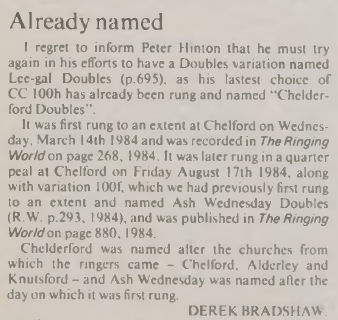 Already named
I regret to inform Peter Hinton that he must try
again in his efforts to have a Doubles variation named
Lee-gal Doubles (p.695), as his lastest choice of
CC 100h has already been rung and named "Chelder-
ford Doubles".
It was first rung to an extent at Chelford on Wednes-
day, March 14th 1984 and was recorded in The Ringing
World on page 268, 1984. It was later rung in a quarter
peal at Chelford on Friday August 17th 1984, along
with variation 100f, which we had previously first rung
to an extent and named Ash Wednesday Doubles
(R.W. p.293, 1984), and was published in The Ringing
World on page 880, 1984.
Chelderford was named after the churches from
which the ringers came – Chelford, Alderley and
Knutsford – and Ash Wednesday was named after the
day on which it was first rung.
DEREK BRADSHAW.